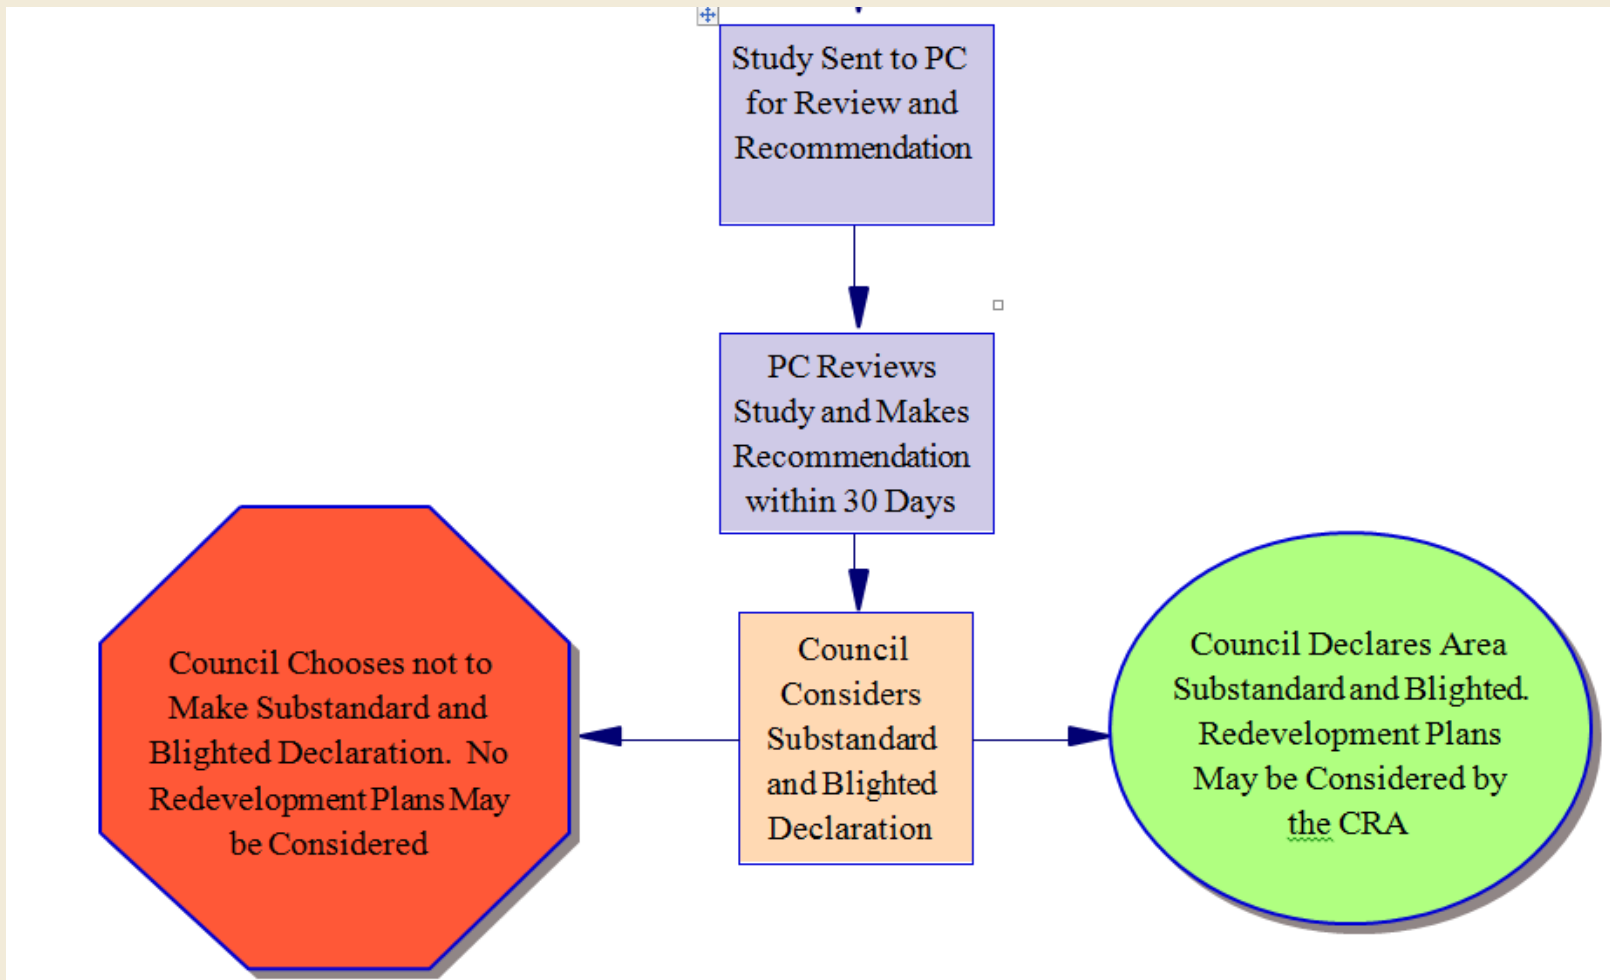 Study Sent to PC
for Review and
Recommendation
PC Reviews
Study and Makes
Recommendation
within 30 Days
Council
Considers
Substandard
and Blighted
Declaration
Council Chooses not to
Make Substandard and
Blighted Declaration.  No
Redevelopment Plans May
be Considered
Council Declares Area
Substandard and Blighted.
Redevelopment Plans
May be Considered by
the CRA